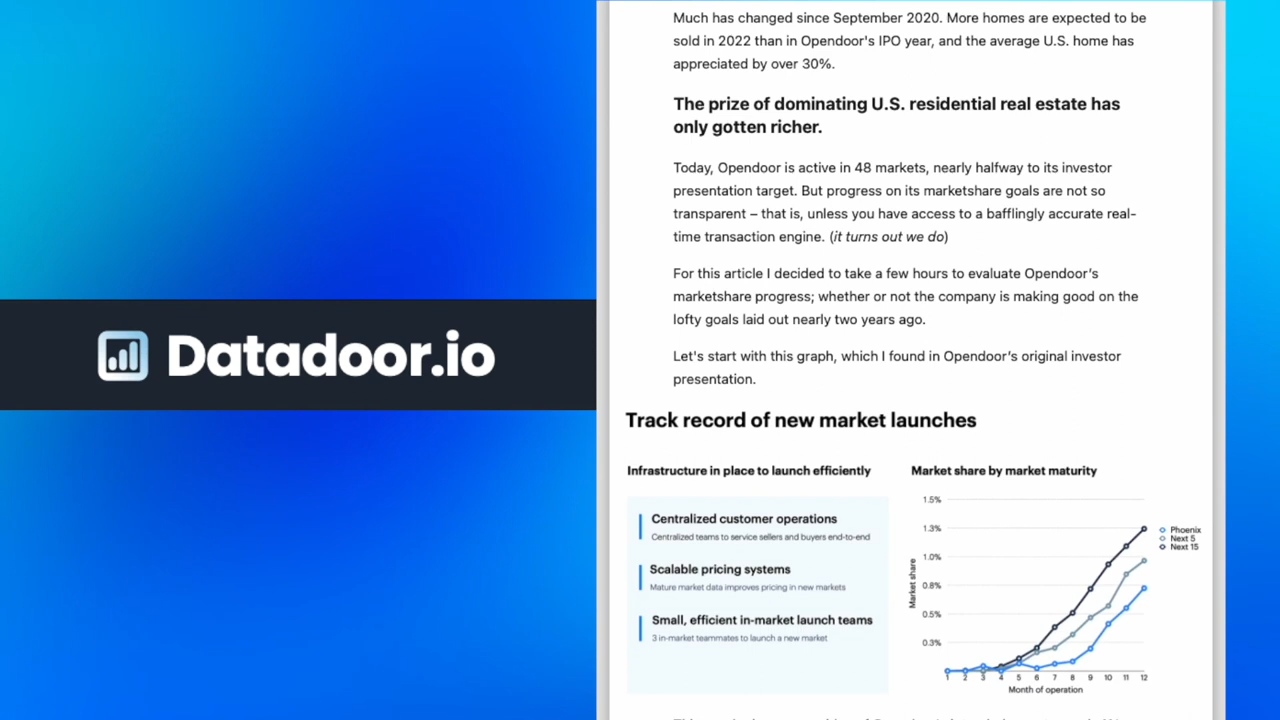 Datadoor.io
Much has changed since September 2020. More homes are expected to be
sold in 2022 than in Opendoor's IPO year, and the average U.S. home has
appreciated by over 30%.
The prize of dominating U.S. residential real estate has
only gotten richer.
Today, Opendoor is active in 48 markets, nearly halfway to its investor
presentation target. But progress on its marketshare goals are not so
transparent – that is, unless you have access to a bafflingly accurate real-
time transaction engine. (it turns out we do)
For this article I decided to take a few hours to evaluate Opendoor's
marketshare progress; whether or not the company is making good on the
lofty goals laid out nearly two years ago.
Let's start with this graph, which I found in Opendoor's original investor
presentation.
Track record of new market launches
Infrastructure in place to launch efficiently
Centralized customer operations
Centralized teams to service sellers and buyers end-to-end
Scalable pricing systems
Mature market data improves pricing in new markets
Small, efficient in-market launch teams
3 in-market teammates to launch a new market
Market share by market maturity
1.5%
1.3%
1.0%
0.8%
0.5%
0.3%
Market share
1 2 3 4 5 6 7 8 9 10 11 12
Month of operation
Phoenix
Next 5
Next 15